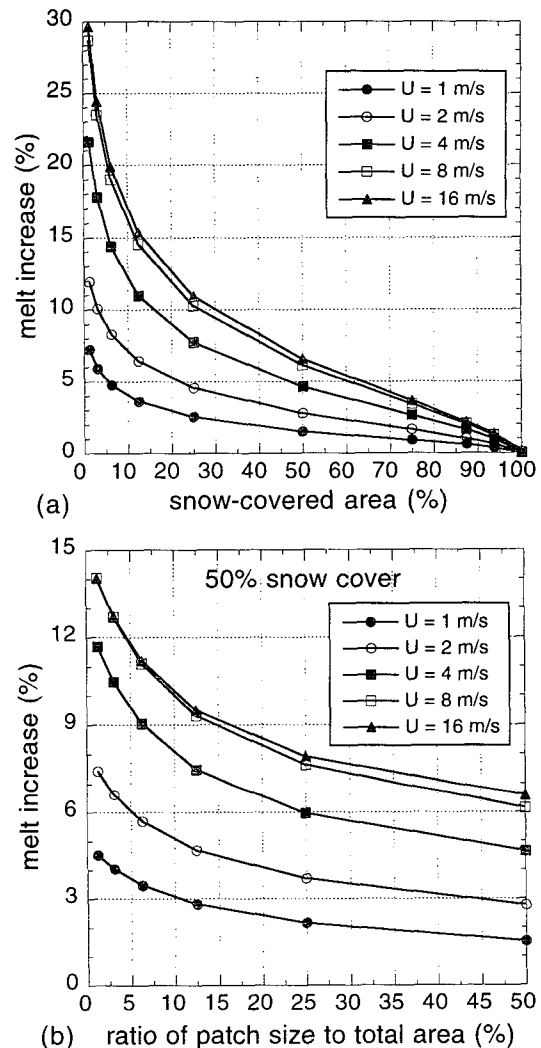 30
25
20
15
10
5
0
melt increase (%)
U = 1 m/s
U = 2 m/s
U = 4 m/s
U = 8 m/s
U = 16 m/s
0 10 20 30 40 50 60 70 80 90 100
snow-covered area (%)
(a)
15
12
9
6
3
0
melt increase (%)
50% snow cover
U = 1 m/s
U = 2 m/s
U = 4 m/s
U = 8 m/s
U = 16 m/s
0 5 10 15 20 25 30 35 40 45 50
(b) ratio of patch size to total area (%)